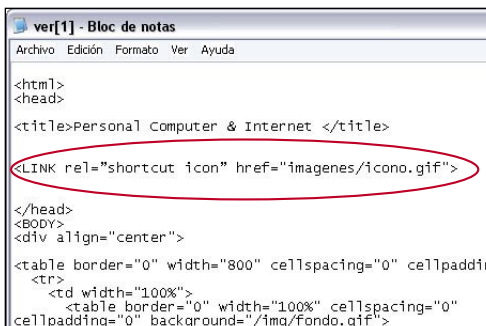 ver[1] - Bloc de notas
Archivo Edición Formato Ver Ayuda
<html>
<head>
<title>Personal Computer & Internet </title>
<LINK rel=”shortcut icon” href="imagenes/icono.gif">
</head>
<BODY>
<div align="center">
<table border="0" width="800" cellspacing="0" cellpaddi
<tr>
<td width="100%">
<table border="0" width="100%" cellspacing="0"
cellpadding="0" background="/img/fondo.gif">